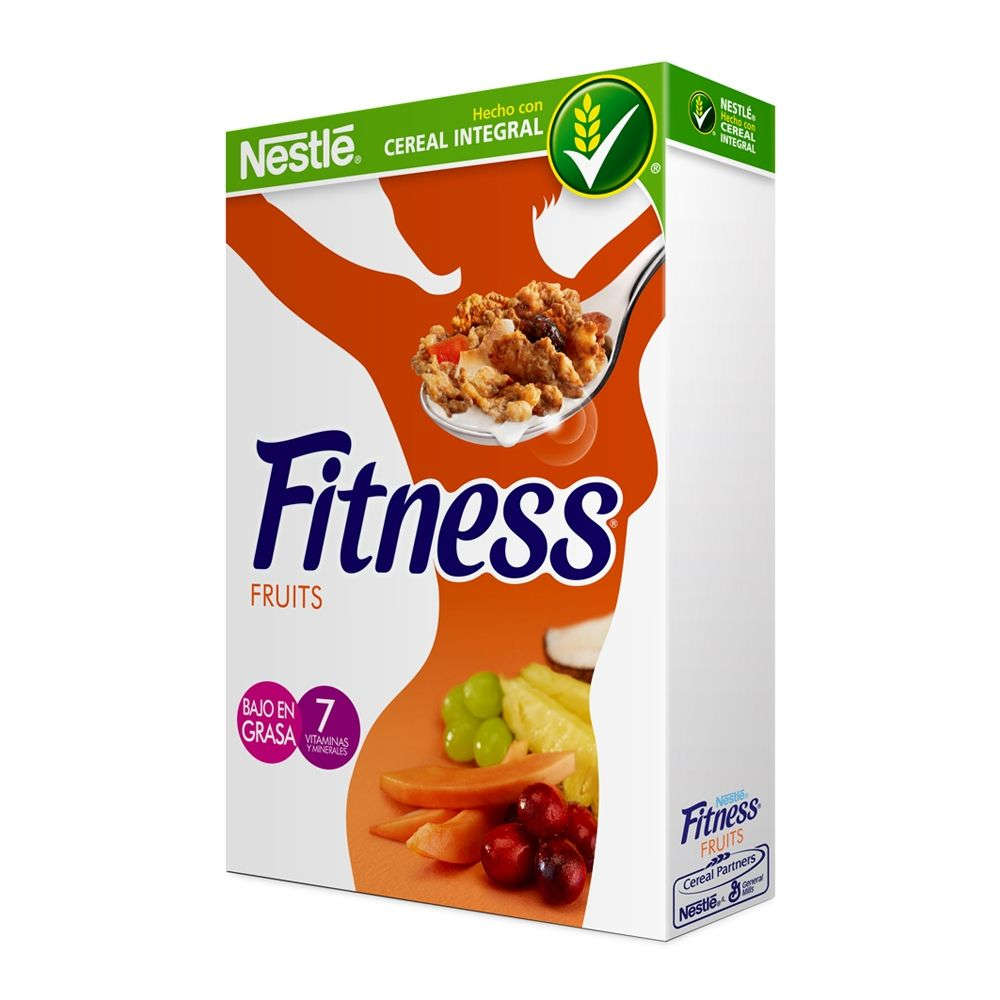 Nestlé®
Hecho con
CEREAL INTEGRAL
®
Fitness®
FRUITS
BAJO EN
GRASA
7
VITAMINAS
Y MINERALES
NESTLÉ®
Hecho con
CEREAL
INTEGRAL
Nestlé®
Fitness®
FRUITS
Cereal Partners
Nestlé®
General
Mills